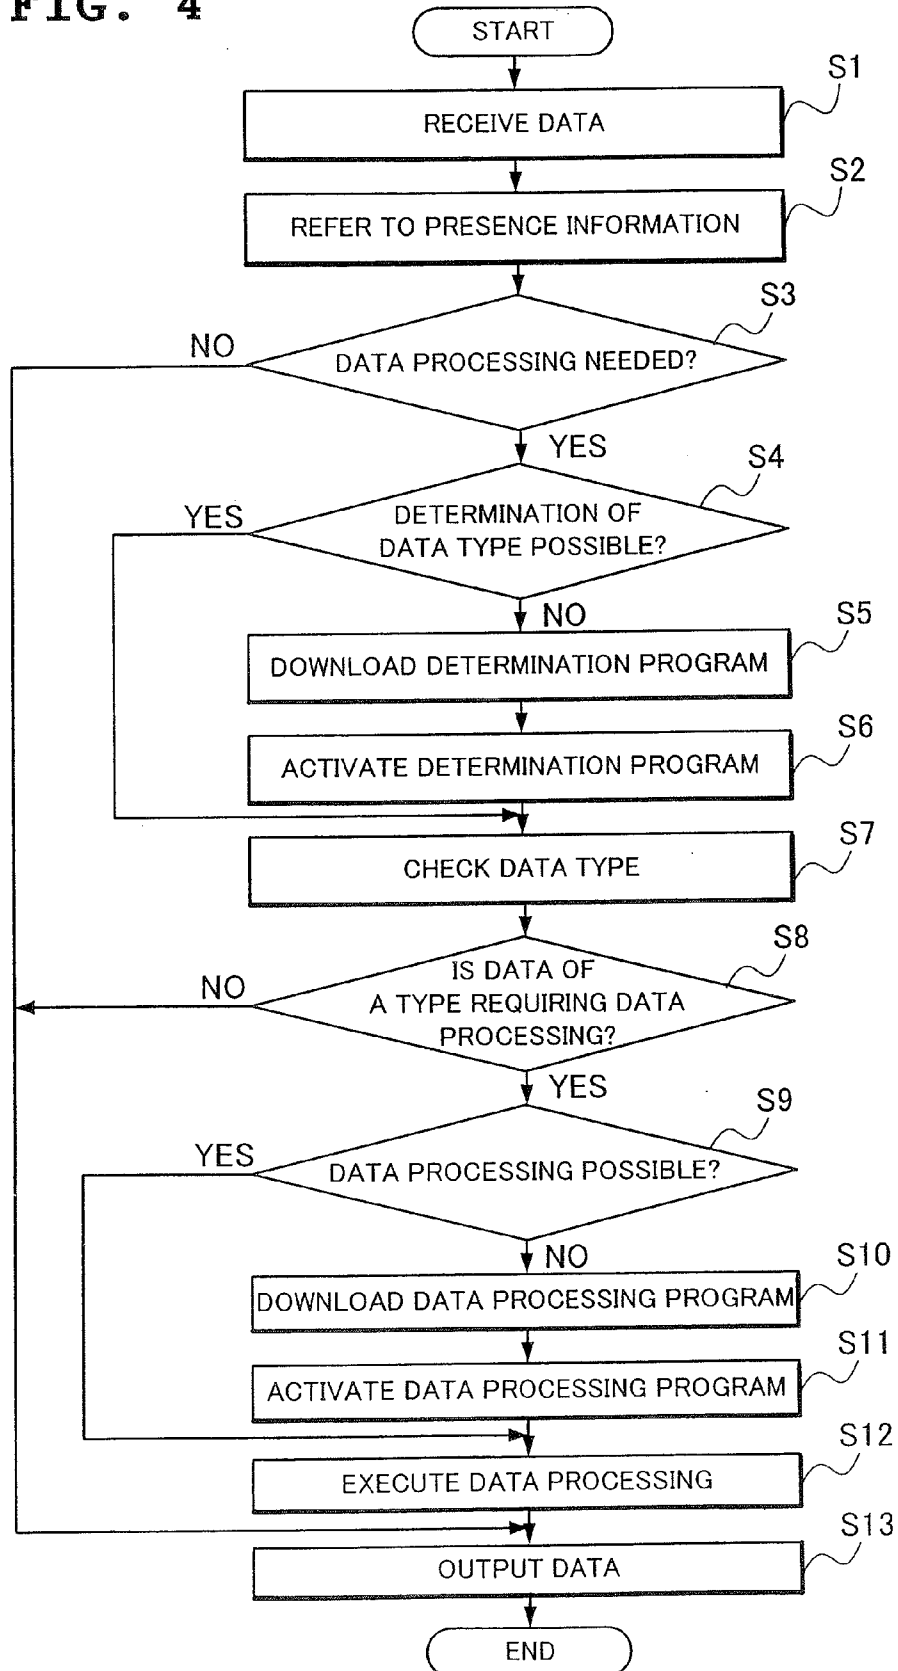 FIG. 4
START
S1
RECEIVE DATA
S2
REFER TO PRESENCE INFORMATION
S3
NO
DATA PROCESSING NEEDED?
YES
S4
YES
DETERMINATION OF
DATA TYPE POSSIBLE?
NO
S5
DOWNLOAD DETERMINATION PROGRAM
S6
ACTIVATE DETERMINATION PROGRAM
S7
CHECK DATA TYPE
S8
NO
IS DATA OF
A TYPE REQUIRING DATA
PROCESSING?
YES
S9
YES
DATA PROCESSING POSSIBLE?
NO
S10
DOWNLOAD DATA PROCESSING PROGRAM
S11
ACTIVATE DATA PROCESSING PROGRAM
S12
EXECUTE DATA PROCESSING
S13
OUTPUT DATA
END